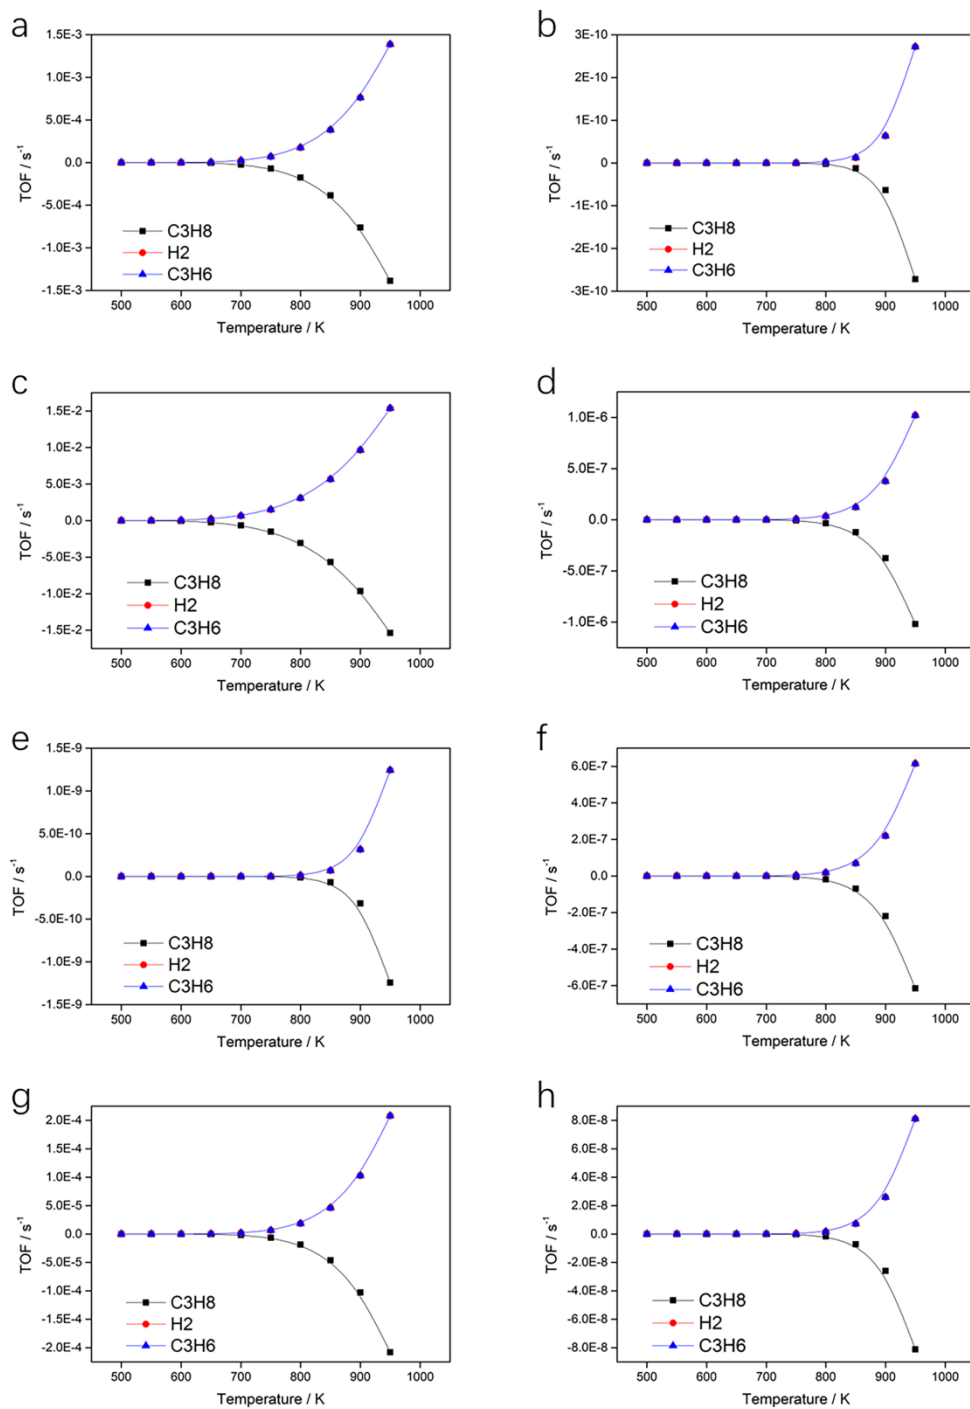 a
1.5E-3
1.0E-3
5.0E-4
0.0
-5.0E-4
-1.0E-3
-1.5E-3
TOF / s⁻¹
C3H8
H2
C3H6
500 600 700 800 900 1000
Temperature / K
b
3E-10
2E-10
1E-10
0
-1E-10
-2E-10
-3E-10
TOF / s⁻¹
C3H8
H2
C3H6
500 600 700 800 900 1000
Temperature / K
c
1.5E-2
1.0E-2
5.0E-3
0.0
-5.0E-3
-1.0E-2
-1.5E-2
TOF / s⁻¹
C3H8
H2
C3H6
500 600 700 800 900 1000
Temperature / K
d
1.0E-6
5.0E-7
0.0
-5.0E-7
-1.0E-6
TOF / s⁻¹
C3H8
H2
C3H6
500 600 700 800 900 1000
Temperature / K
e
1.5E-9
1.0E-9
5.0E-10
0.0
-5.0E-10
-1.0E-9
-1.5E-9
TOF / s⁻¹
C3H8
H2
C3H6
500 600 700 800 900 1000
Temperature / K
f
6.0E-7
4.0E-7
2.0E-7
0.0
-2.0E-7
-4.0E-7
-6.0E-7
TOF / s⁻¹
C3H8
H2
C3H6
500 600 700 800 900 1000
Temperature / K
g
2.0E-4
1.5E-4
1.0E-4
5.0E-5
0.0
-5.0E-5
-1.0E-4
-1.5E-4
-2.0E-4
TOF / s⁻¹
C3H8
H2
C3H6
500 600 700 800 900 1000
Temperature / K
h
8.0E-8
6.0E-8
4.0E-8
2.0E-8
0.0
-2.0E-8
-4.0E-8
-6.0E-8
-8.0E-8
TOF / s⁻¹
C3H8
H2
C3H6
500 600 700 800 900 1000
Temperature / K